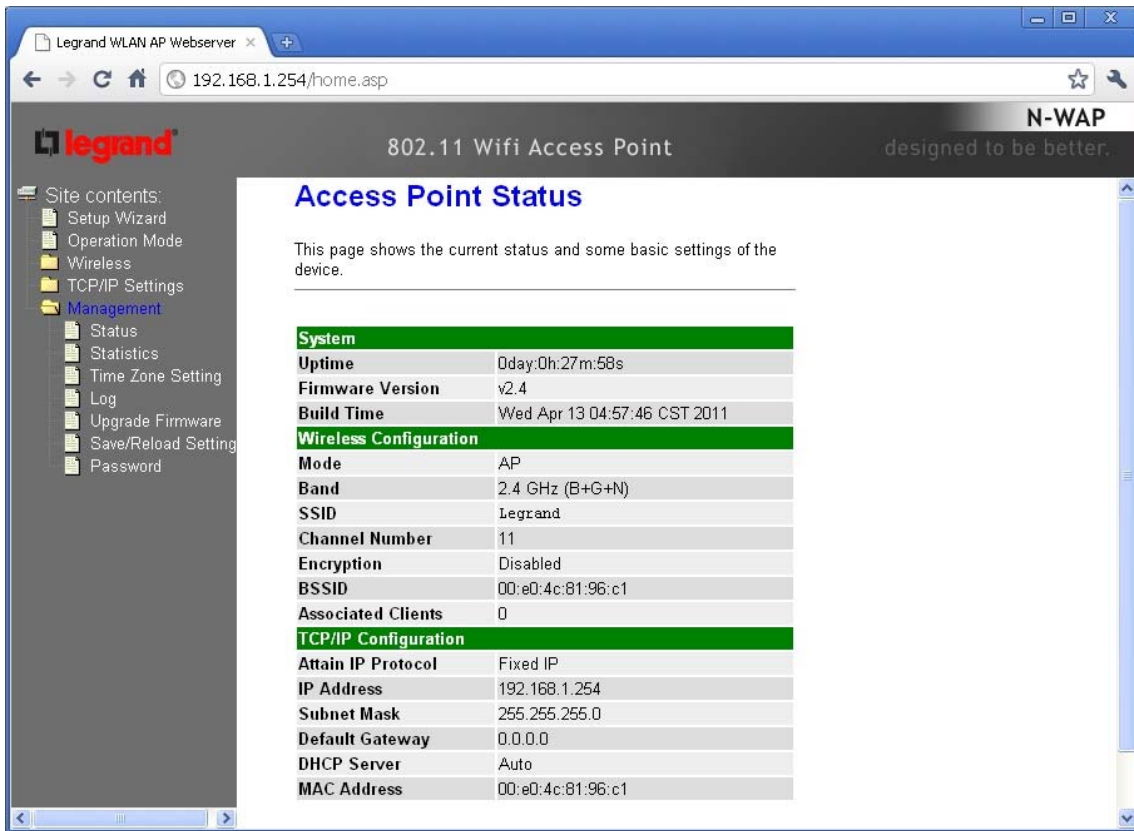 Legrand WLAN AP Webserver
192.168.1.254/home.asp
N-WAP
legrand®
802.11 Wifi Access Point
designed to be better.
Site contents:
Setup Wizard
Operation Mode
Wireless
TCP/IP Settings
Management
Status
Statistics
Time Zone Setting
Log
Upgrade Firmware
Save/Reload Setting
Password
Access Point Status
This page shows the current status and some basic settings of the
device.
System
Uptime 0day:0h:27m:58s
Firmware Version v2.4
Build Time Wed Apr 13 04:57:46 CST 2011
Wireless Configuration
Mode AP
Band 2.4 GHz (B+G+N)
SSID Legrand
Channel Number 11
Encryption Disabled
BSSID 00:e0:4c:81:96:c1
Associated Clients 0
TCP/IP Configuration
Attain IP Protocol Fixed IP
IP Address 192.168.1.254
Subnet Mask 255.255.255.0
Default Gateway 0.0.0.0
DHCP Server Auto
MAC Address 00:e0:4c:81:96:c1